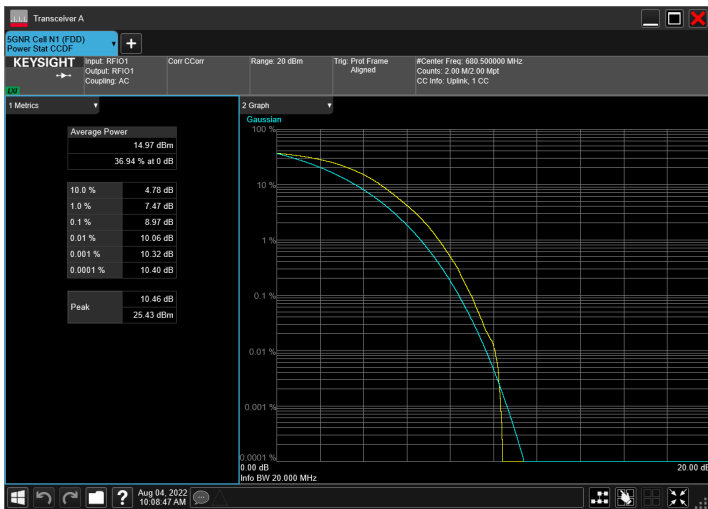 Transceiver A
5GNR Cell N1 (FDD)
Power Stat CCDF
KEYSIGHT
LXI
Input: RFIO1
Output: RFIO1
Coupling: AC
Corr CCorr
Range: 20 dBm
Trig: Prot Frame
Aligned
#Center Freq: 680.500000 MHz
Counts: 2.00 M/2.00 Mpt
CC Info: Uplink, 1 CC
1 Metrics
Average Power
14.97 dBm
36.94 % at 0 dB
10.0 % 4.78 dB
1.0 % 7.47 dB
0.1 % 8.97 dB
0.01 % 10.06 dB
0.001 % 10.32 dB
0.0001 % 10.40 dB
Peak
10.46 dB
25.43 dBm
2 Graph
Gaussian
100 %
10 %
1 %
0.1 %
0.01 %
0.001 %
0.0001 %
0.00 dB
20.00 dB
Info BW 20.000 MHz
Aug 04, 2022
10:08:47 AM